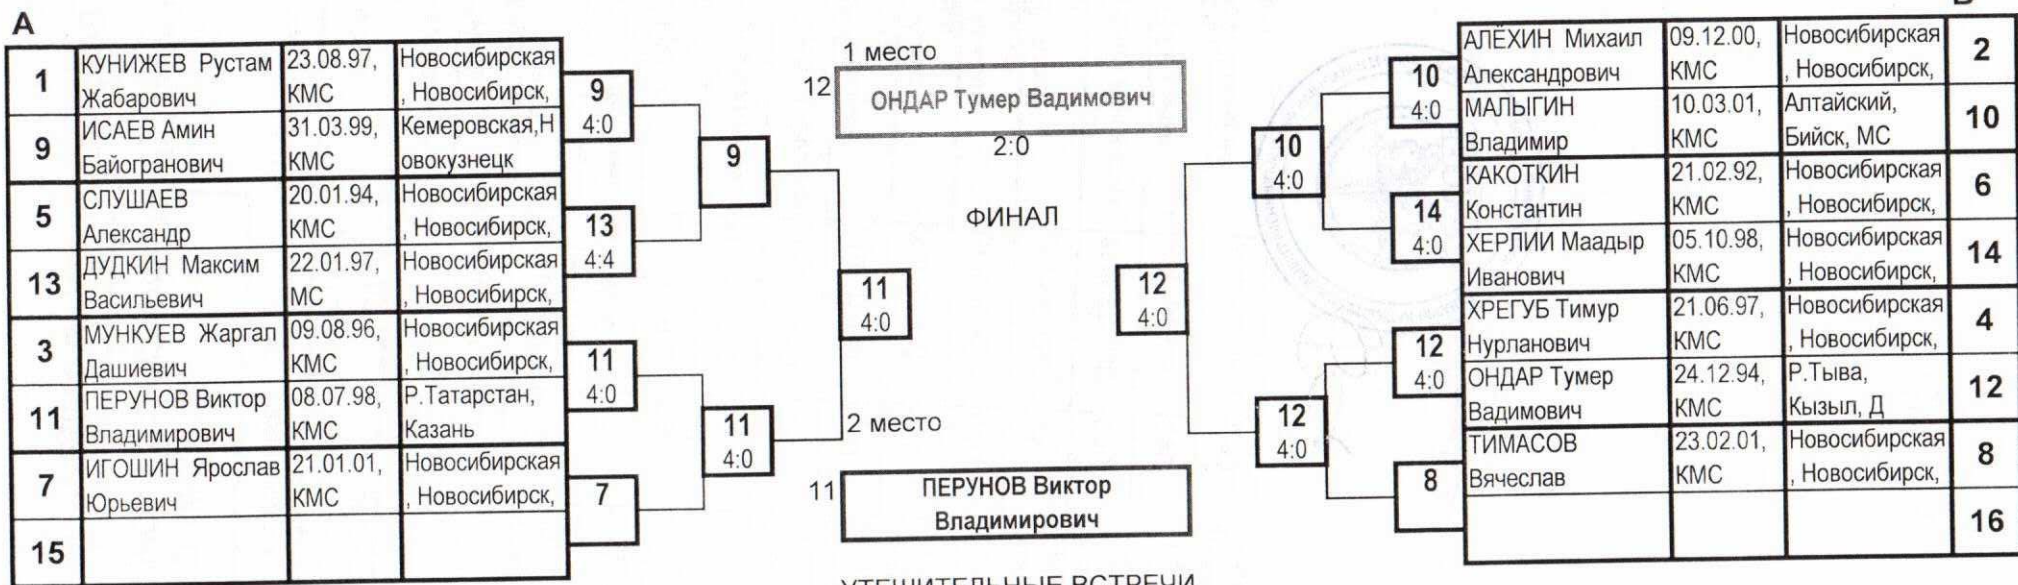 А
1
КУНИЖЕВ Рустам
Жабарович
23.08.97,
КМС
Новосибирская
, Новосибирск,
9
ИСАЕВ Амин
Байогранович
31.03.99,
КМС
Кемеровская,Н
овокузнецк
5
СЛУШАЕВ
Александр
20.01.94,
КМС
Новосибирская
, Новосибирск,
13
ДУДКИН Максим
Васильевич
22.01.97,
МС
Новосибирская
, Новосибирск,
3
МУНКУЕВ Жаргал
Дашиевич
09.08.96,
КМС
Новосибирская
, Новосибирск,
11
ПЕРУНОВ Виктор
Владимирович
08.07.98,
КМС
Р.Татарстан,
Казань
7
ИГОШИН Ярослав
Юрьевич
21.01.01,
КМС
Новосибирская
, Новосибирск,
15
9
4:0
13
4:4
11
4:0
7
9
11
4:0
11
4:0
1 место
12
ОНДАР Тумер Вадимович
2:0
ФИНАЛ
2 место
11
ПЕРУНОВ Виктор
Владимирович
УТЕШИТЕЛЬНЫЕ ВСТРЕЧИ
12
4:0
10
4:0
12
4:0
10
4:0
14
4:0
12
4:0
8
АЛЁХИН Михаил
Александрович
09.12.00,
КМС
Новосибирская
, Новосибирск,
2
МАЛЫГИН
Владимир
10.03.01,
КМС
Алтайский,
Бийск, МС
10
КАКОТКИН
Константин
21.02.92,
КМС
Новосибирская
, Новосибирск,
6
ХЕРЛИИ Маадыр
Иванович
05.10.98,
КМС
Новосибирская
, Новосибирск,
14
ХРЕГУБ Тимур
Нурланович
21.06.97,
КМС
Новосибирская
, Новосибирск,
4
ОНДАР Тумер
Вадимович
24.12.94,
КМС
Р.Тыва,
Кызыл, Д
12
ТИМАСОВ
Вячеслав
23.02.01,
КМС
Новосибирская
, Новосибирск,
8
16